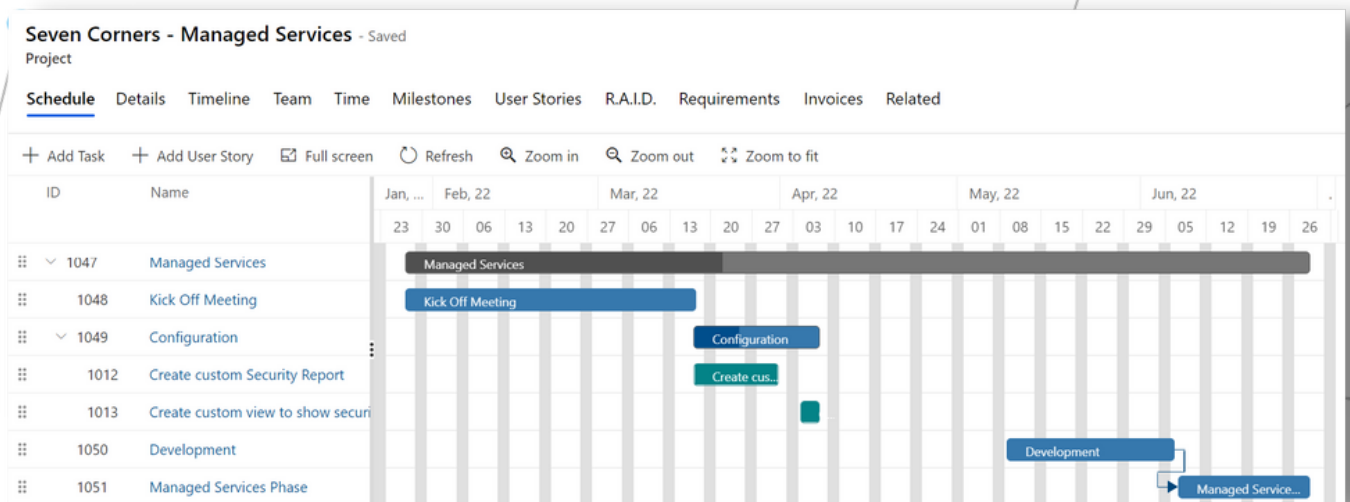 Seven Corners - Managed Services - Saved
Project
Schedule Details Timeline Team Time Milestones User Stories R.A.I.D. Requirements Invoices Related
Add Task Add User Story Full screen Refresh Zoom in Zoom out Zoom to fit
ID Name Jan, ... Feb, 22 Mar, 22 Apr, 22 May, 22 Jun, 22 .
23 30 06 13 20 27 06 13 20 27 03 10 17 24 01 08 15 22 29 05 12 19 26
1047 Managed Services Managed Services
1048 Kick Off Meeting Kick Off Meeting
1049 Configuration Configuration
1012 Create custom Security Report Create cus...
1013 Create custom view to show securi
1050 Development Development
1051 Managed Services Phase Managed Service...